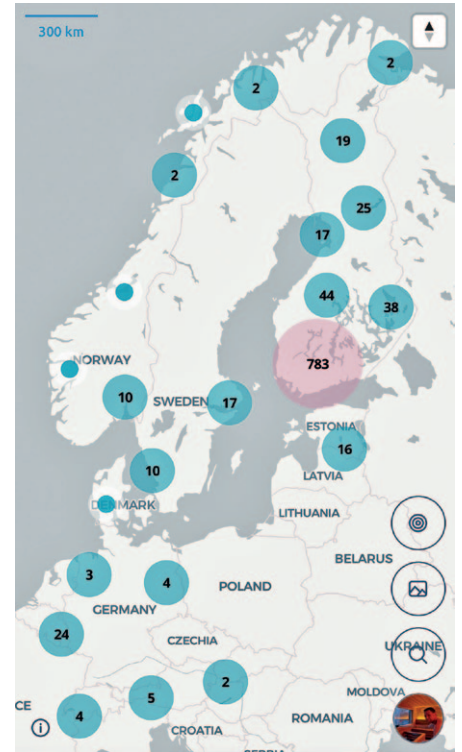 300 km
2
2
19
2
25
17
44
38
783
NORWAY
10
SWEDEN
17
ESTONIA
16
10
LATVIA
DENMARK
LITHUANIA
BELARUS
3
4
POLAND
GERMANY
24
CZECHIA
UKRAINE
2
MOLDOVA
5
CE
4
ROMANIA
CROATIA